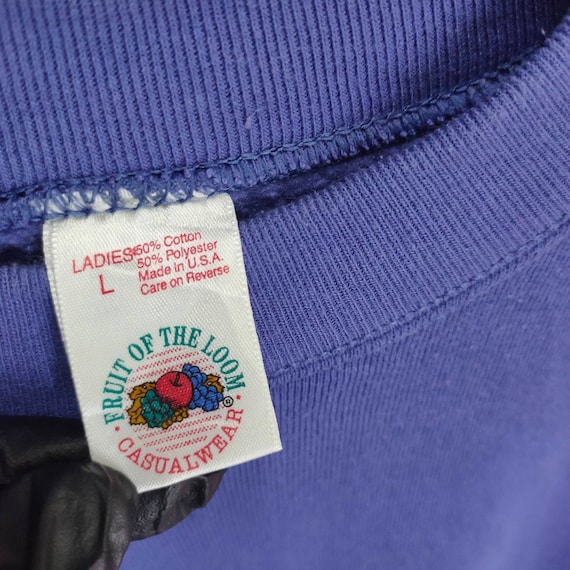 LADIES' 50% Cotton
50% Polyester
L Made in U.S.A.
Care on Reverse
FRUIT OF THE LOOM
®
CASUALWEAR